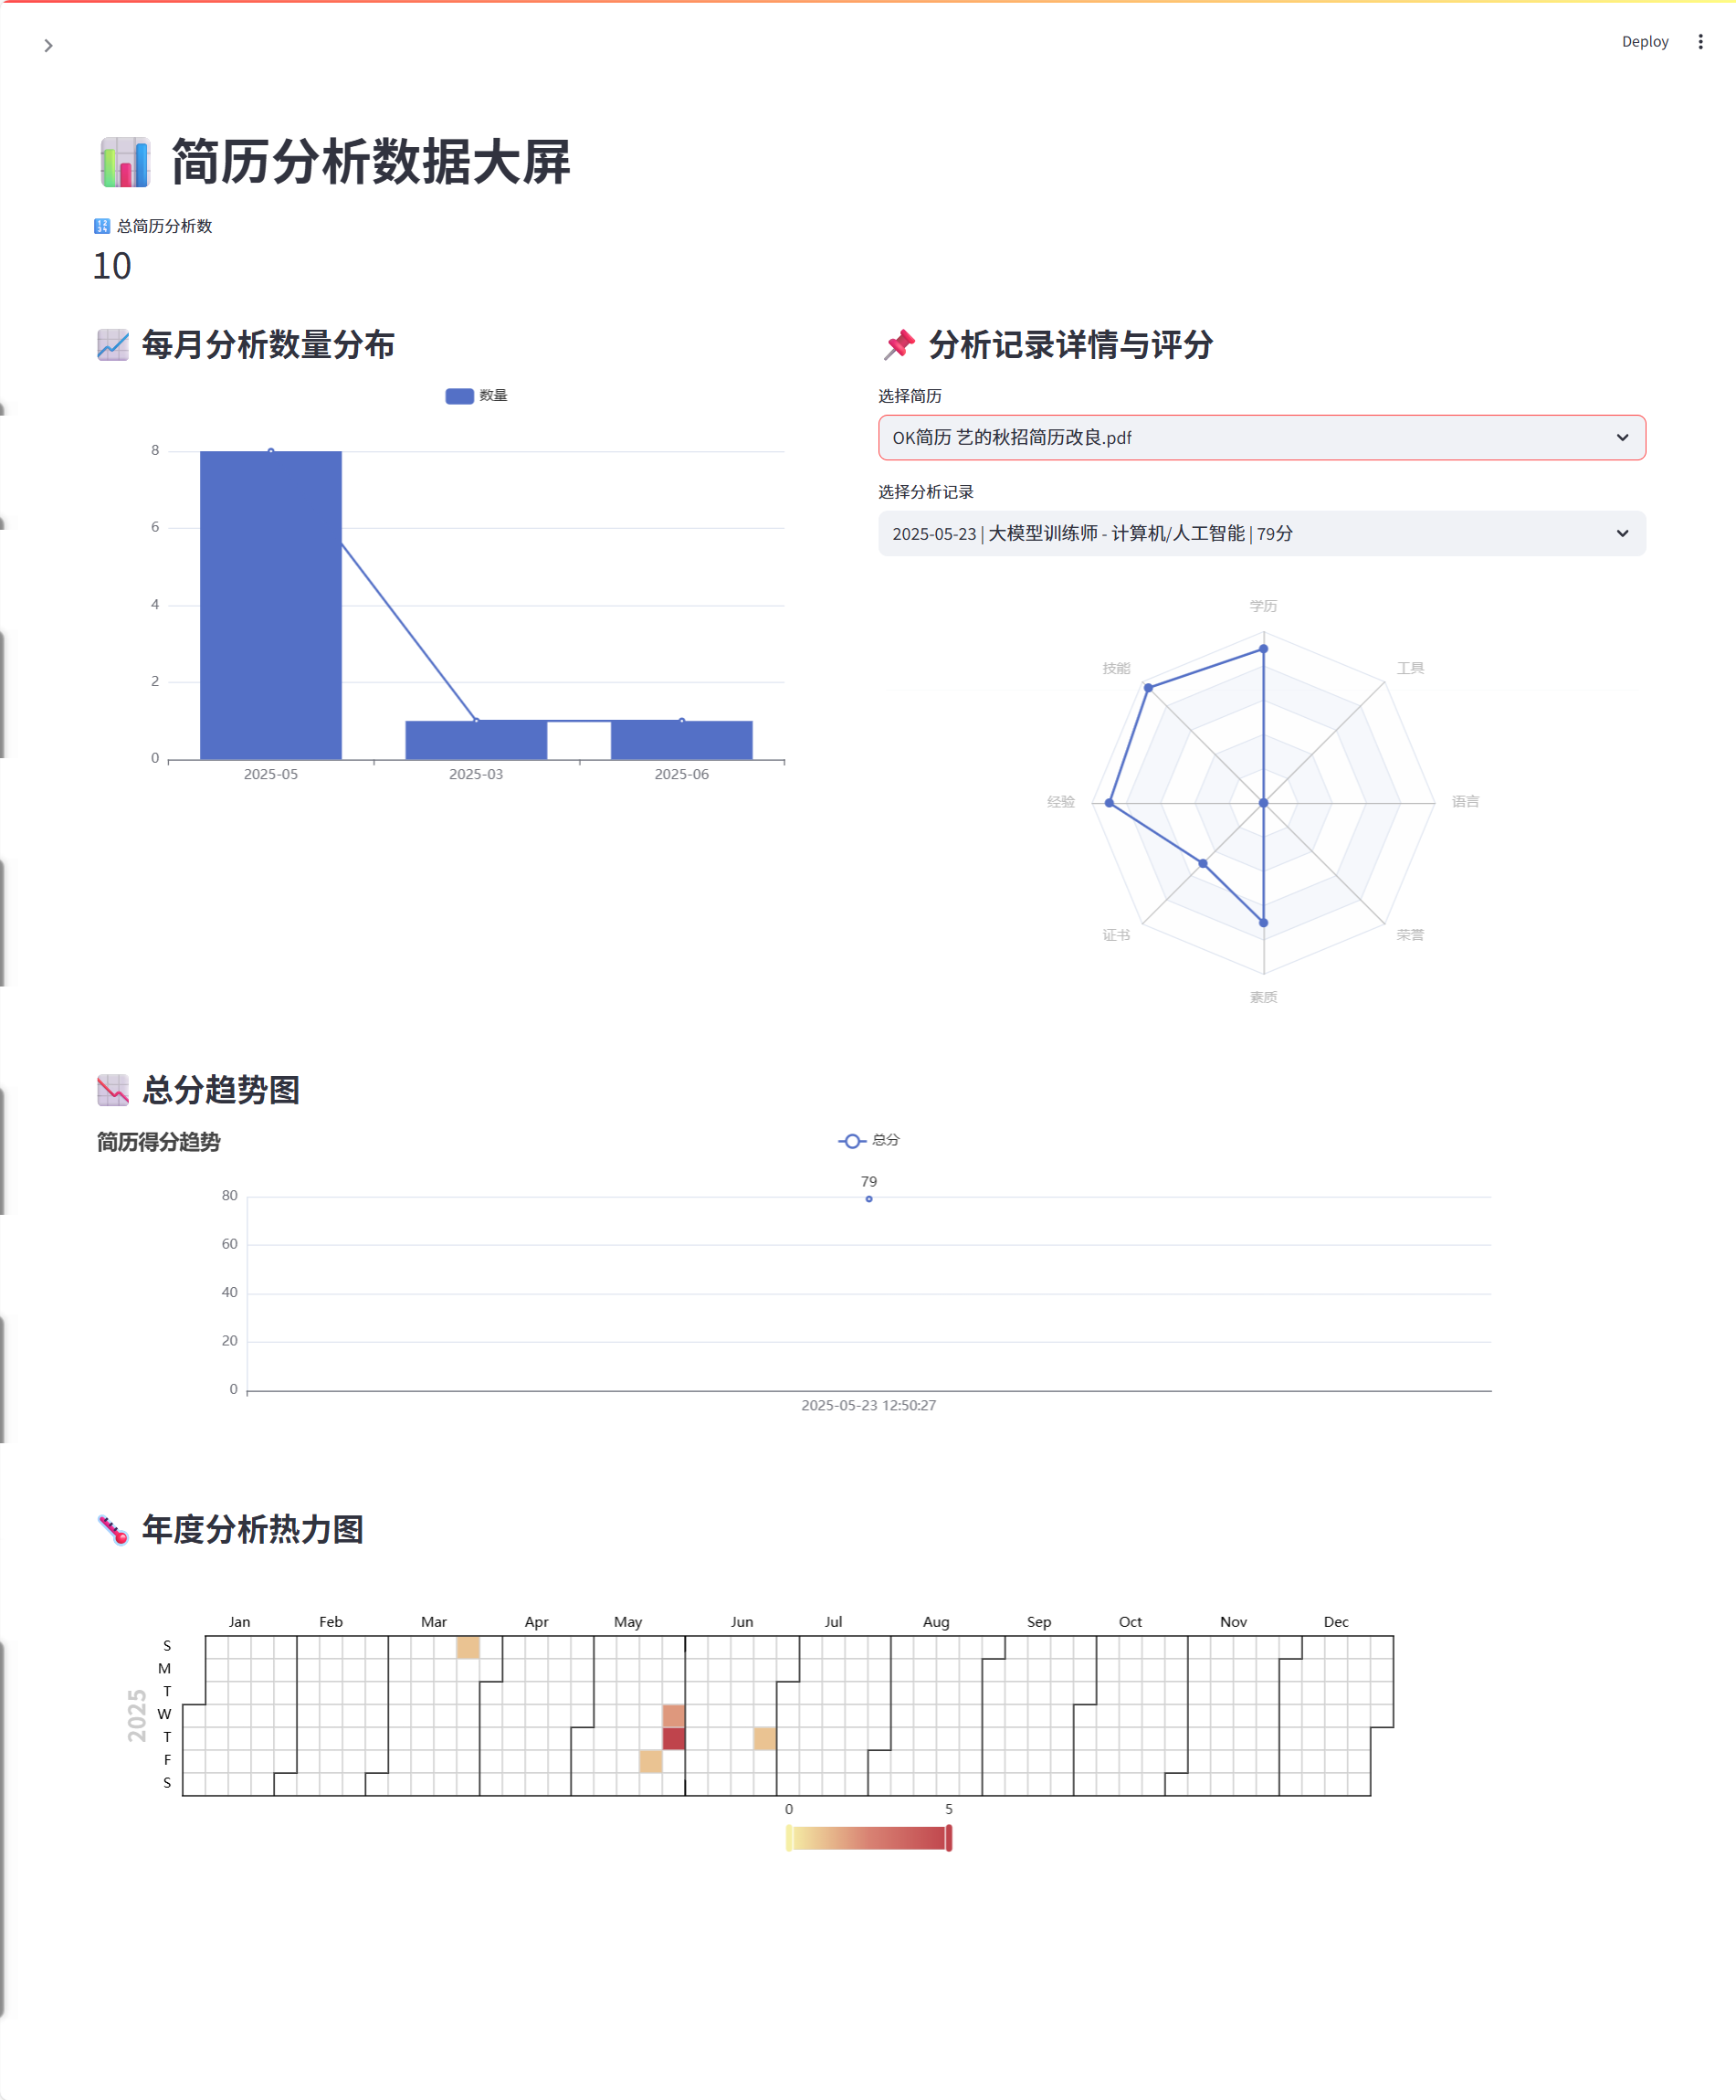 Deploy
简历分析数据大屏
总简历分析数
10
每月分析数量分布
数量
8
6
4
2
0
2025-05
2025-03
2025-06
分析记录详情与评分
选择简历
OK简历 艺的秋招简历改良.pdf
选择分析记录
2025-05-23 | 大模型训练师 - 计算机/人工智能 | 79分
学历
技能
工具
经验
语言
证书
荣誉
素质
总分趋势图
简历得分趋势
总分
79
80
60
40
20
0
2025-05-23 12:50:27
年度分析热力图
Jan Feb Mar Apr May Jun Jul Aug Sep Oct Nov Dec
S
M
T
W
T
F
S
2025
0 5